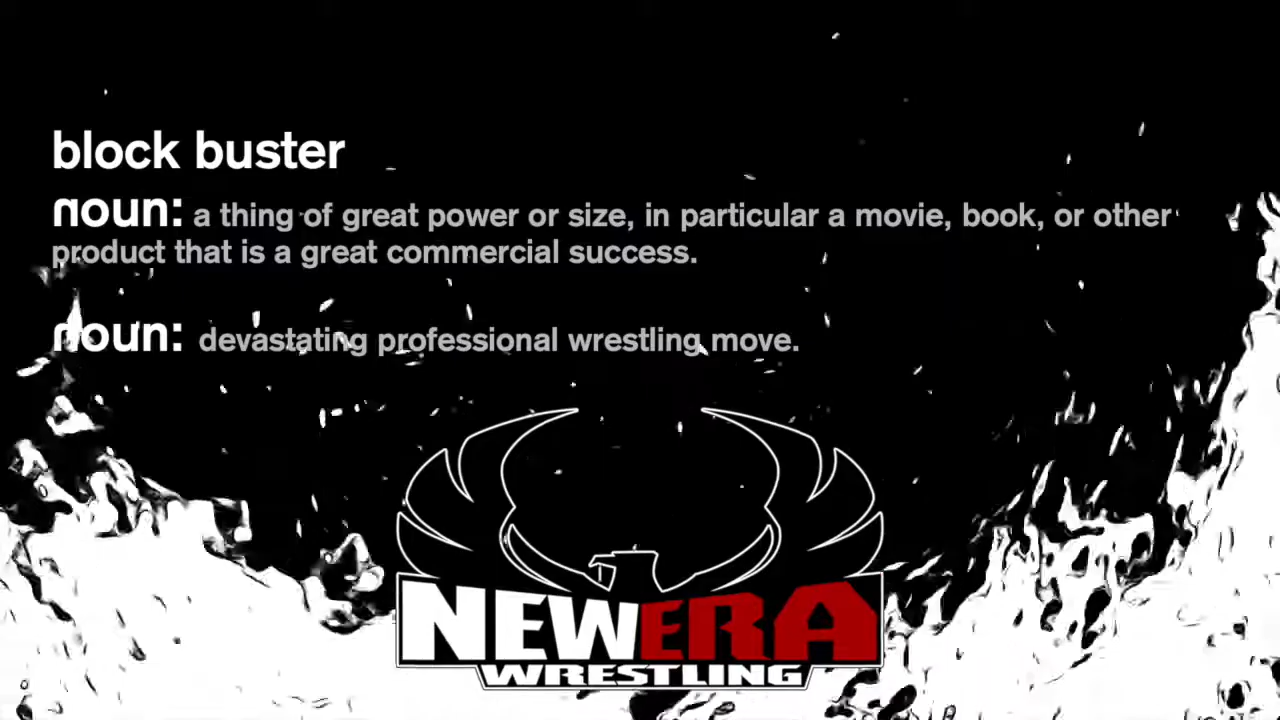 block buster
noun: a thing of great power or size, in particular a movie, book, or other
product that is a great commercial success.
noun: devastating professional wrestling move.
NEWERA
WRESTLING